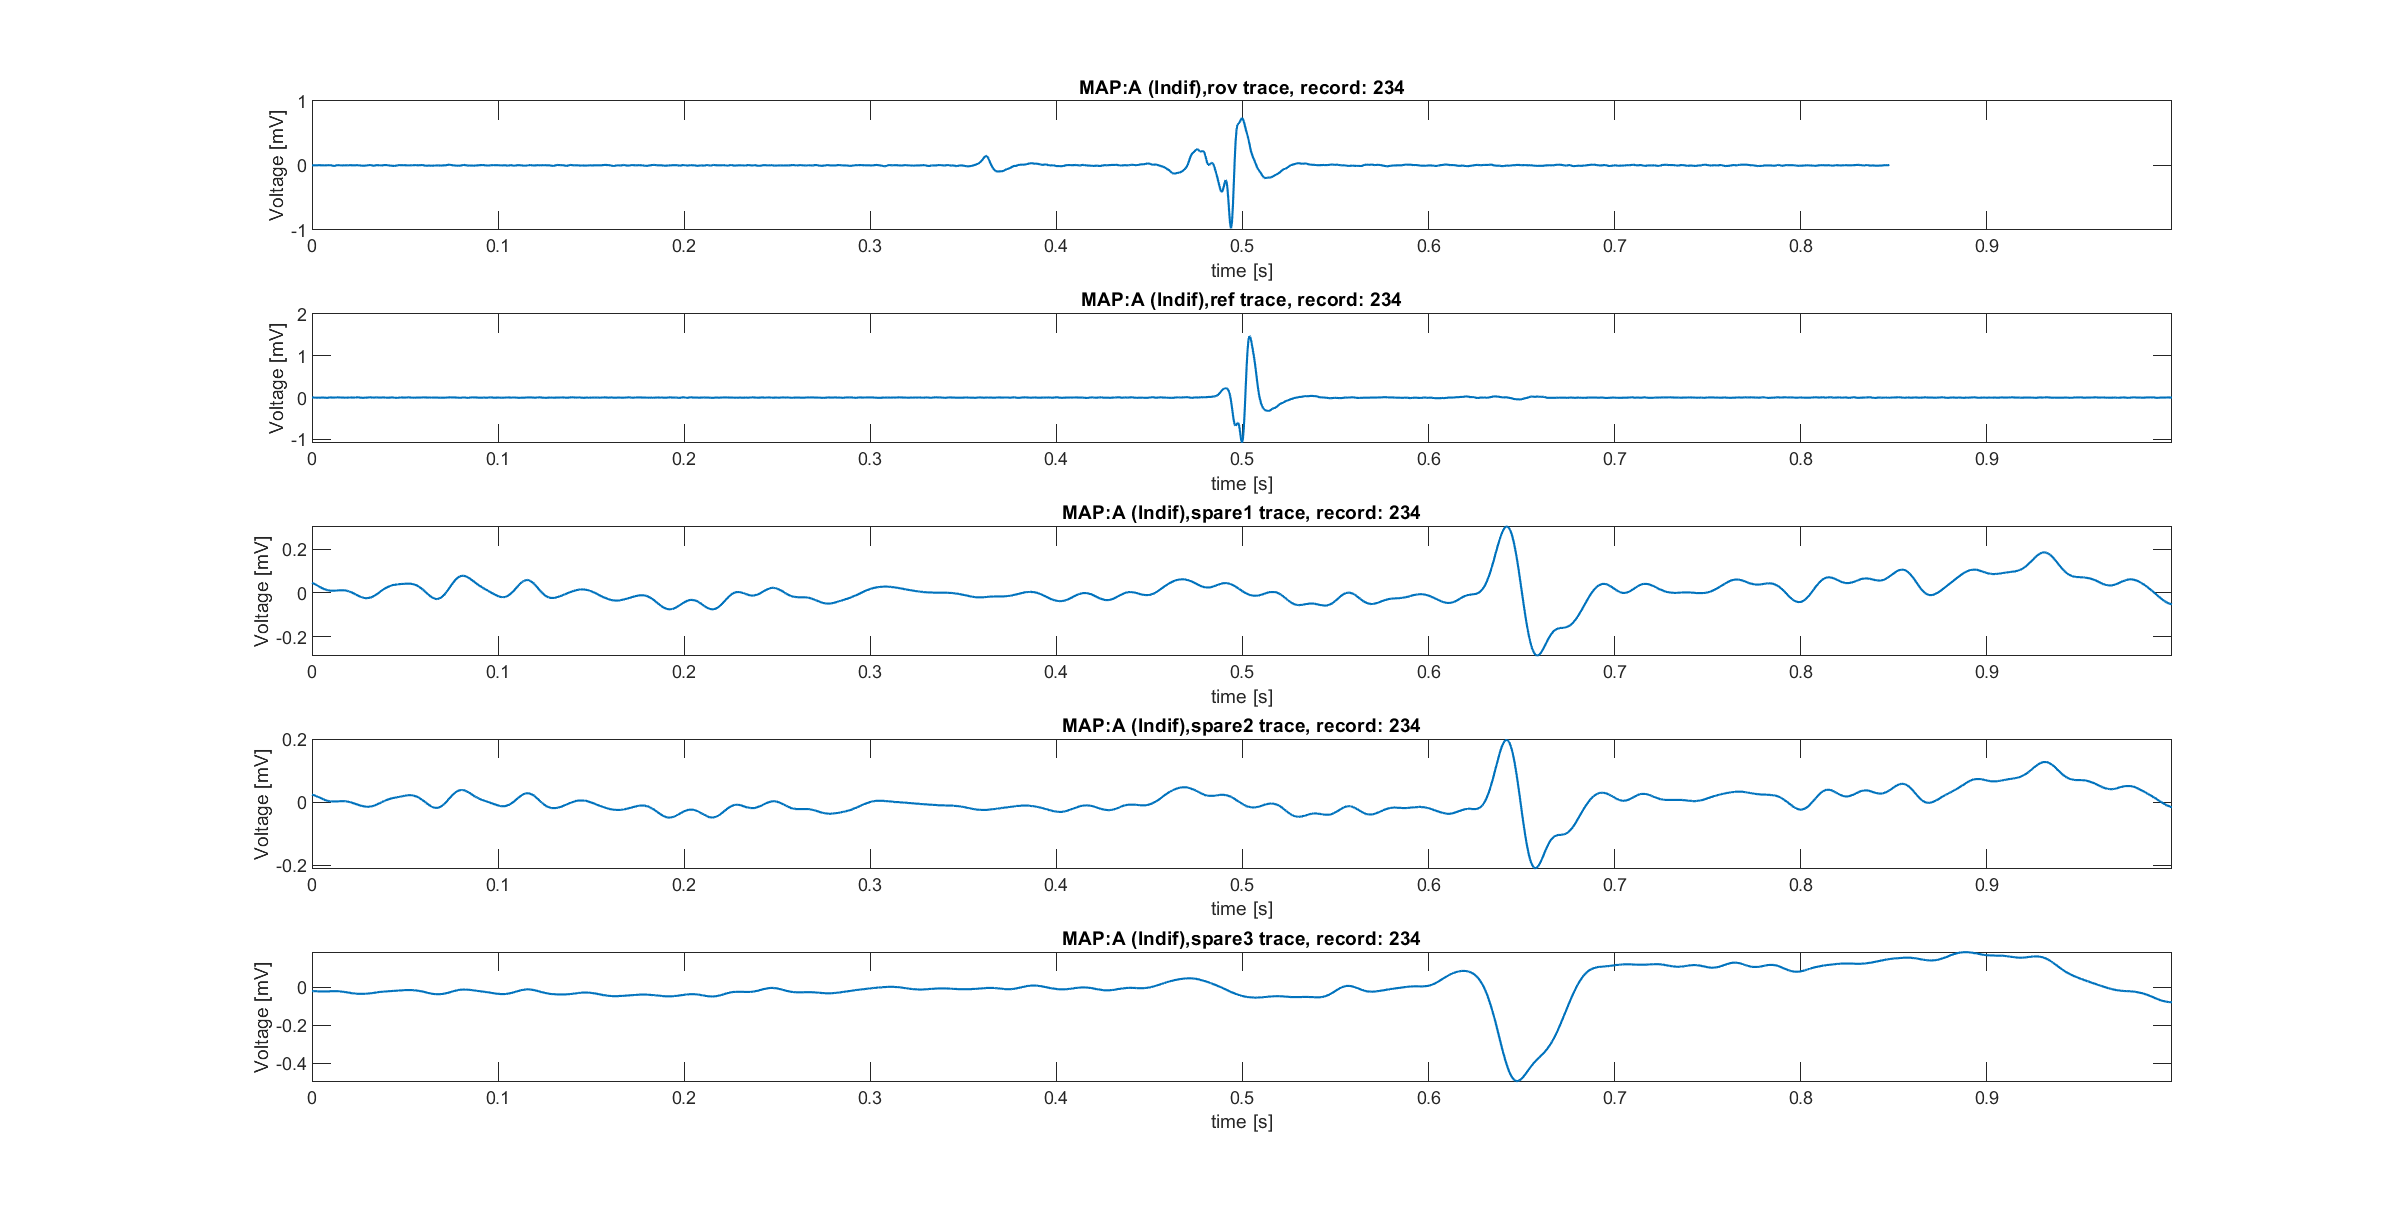 MAP:A (Indif),rov trace, record: 234
Voltage [mV]
1
0
-1
0 0.1 0.2 0.3 0.4 0.5 0.6 0.7 0.8 0.9
time [s]
MAP:A (Indif),ref trace, record: 234
Voltage [mV]
2
1
0
-1
0 0.1 0.2 0.3 0.4 0.5 0.6 0.7 0.8 0.9
time [s]
MAP:A (Indif),spare1 trace, record: 234
Voltage [mV]
0.2
0
-0.2
0 0.1 0.2 0.3 0.4 0.5 0.6 0.7 0.8 0.9
time [s]
MAP:A (Indif),spare2 trace, record: 234
Voltage [mV]
0.2
0
-0.2
0 0.1 0.2 0.3 0.4 0.5 0.6 0.7 0.8 0.9
time [s]
MAP:A (Indif),spare3 trace, record: 234
Voltage [mV]
0
-0.2
-0.4
0 0.1 0.2 0.3 0.4 0.5 0.6 0.7 0.8 0.9
time [s]